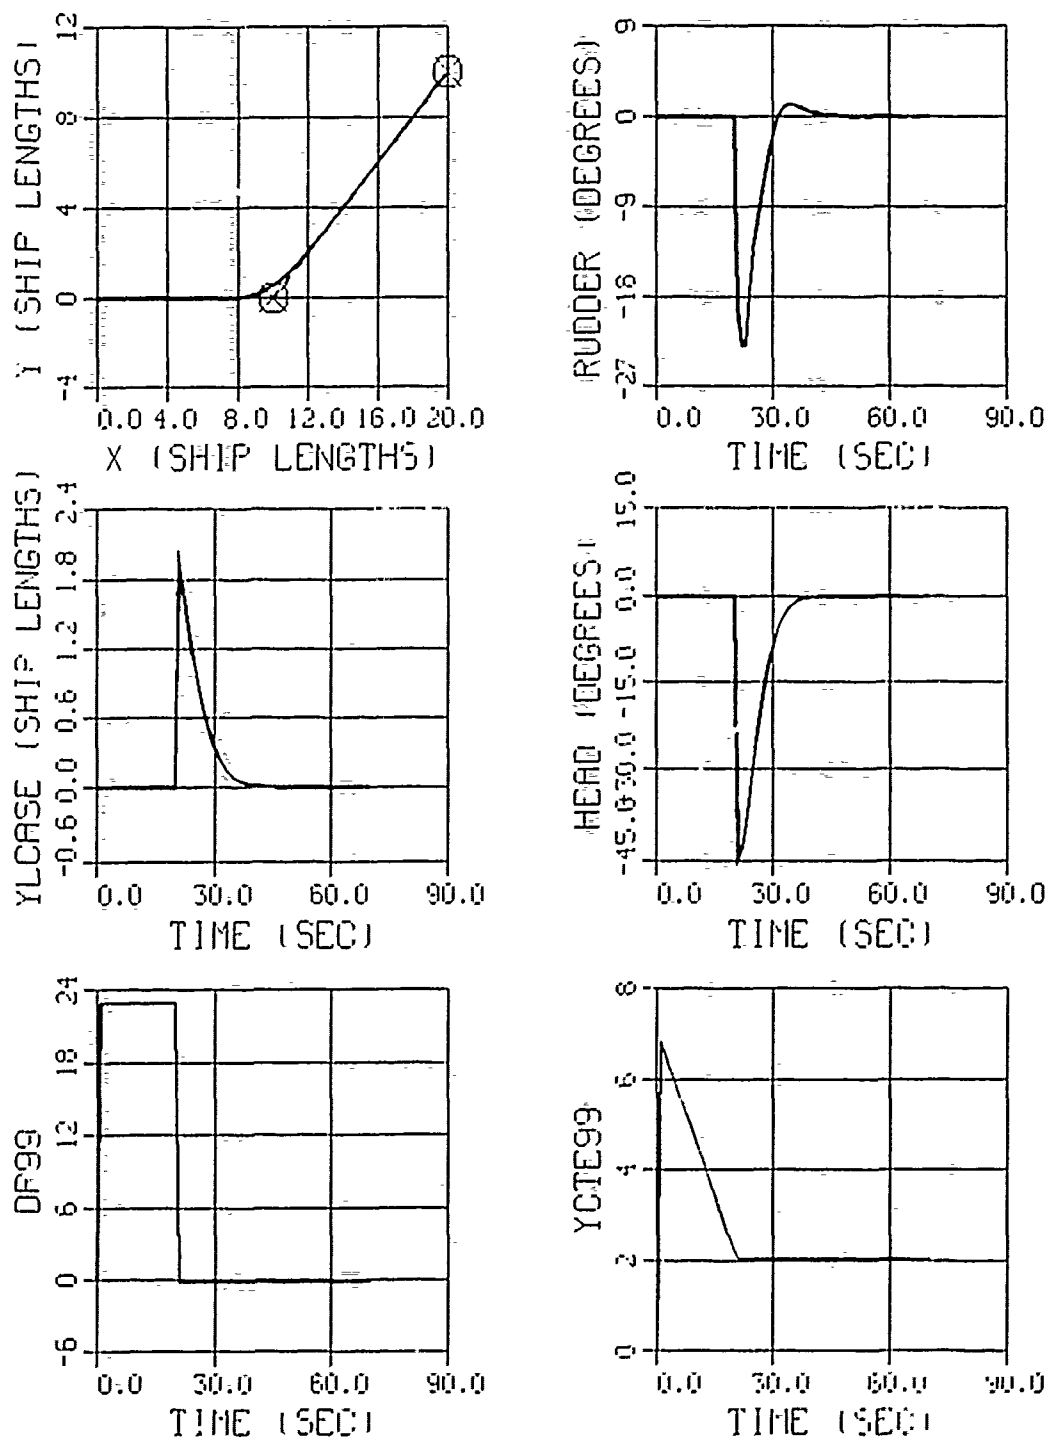 Y (SHIP LENGTHS)
12
8
4
0
-4
0.0 4.0 8.0 12.0 16.0 20.0
X (SHIP LENGTHS)
RUDDER (DEGREES)
9
0
-9
-18
-27
0.0 30.0 60.0 90.0
TIME (SEC)
YLCASE (SHIP LENGTHS)
2.4
1.8
1.2
0.6
0.0
-0.6
0.0 30.0 60.0 90.0
TIME (SEC)
HEAD (DEGREES)
15.0
0.0
-15.0
-30.0
-45.0
0.0 30.0 60.0 90.0
TIME (SEC)
24
18
12
6
0
-6
0.0 30.0 60.0 90.0
TIME (SEC)
YCTE99
8
6
4
2
0
0.0 30.0 60.0 90.0
TIME (SEC)